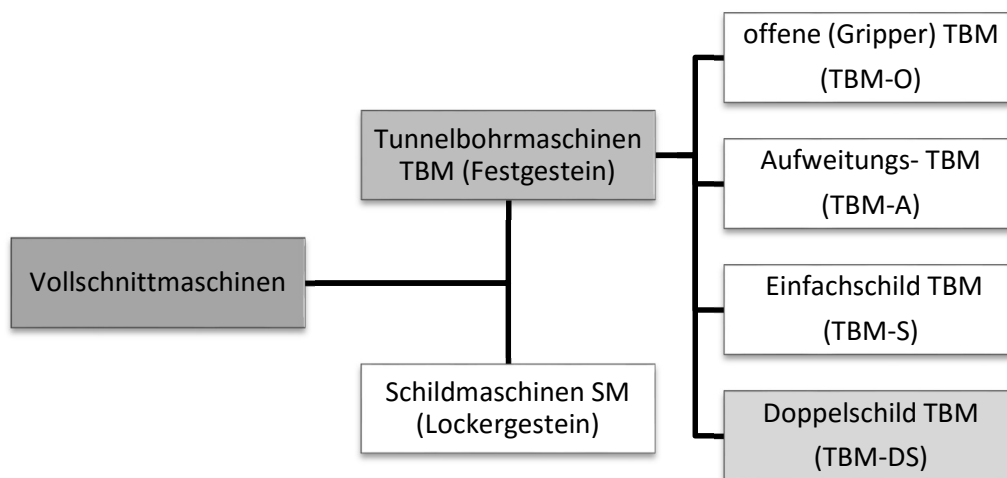 Vollschnittmaschinen
Tunnelbohrmaschinen
TBM (Festgestein)
Schildmaschinen SM
(Lockergestein)
offene (Gripper) TBM
(TBM-O)
Aufweitungs- TBM
(TBM-A)
Einfachschild TBM
(TBM-S)
Doppelschild TBM
(TBM-DS)